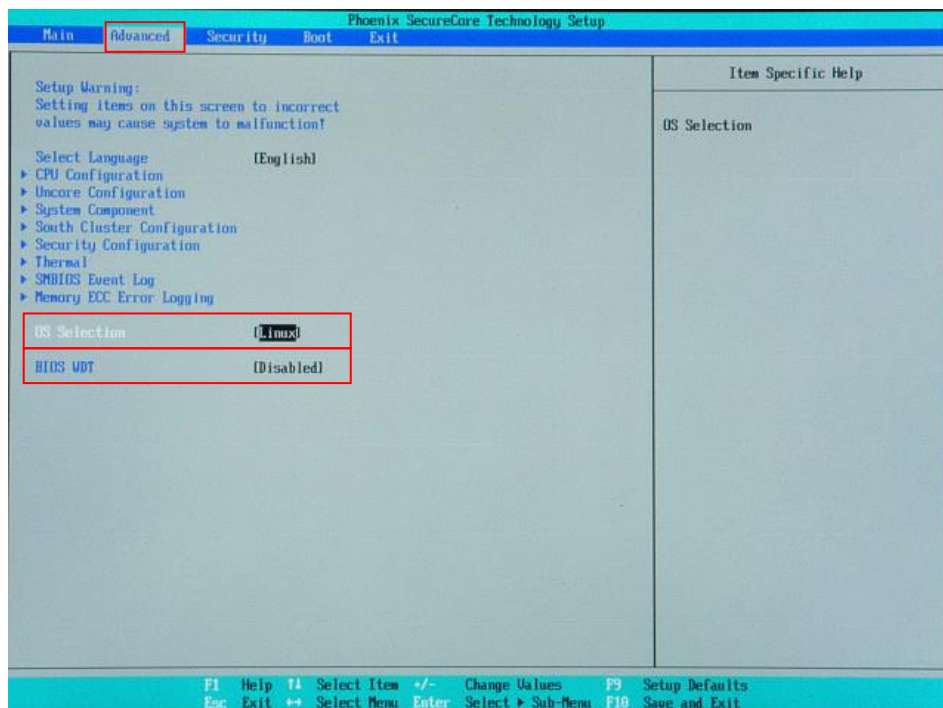 Phoenix SecureCore Technology Setup
Main Advanced Security Boot Exit
Item Specific Help
Setup Warning:
Setting items on this screen to incorrect
values may cause system to malfunction!
OS Selection
Select Language [English]
▶ CPU Configuration
▶ Uncore Configuration
▶ System Component
▶ South Cluster Configuration
▶ Security Configuration
▶ Thermal
▶ SMBIOS Event Log
▶ Memory ECC Error Logging
OS Selection [Linux]
BIOS WDT [Disabled]
F1 Help ↑↓ Select Item +/- Change Values F9 Setup Defaults
Esc Exit ↔ Select Menu Enter Select ▶ Sub-Menu F10 Save and Exit